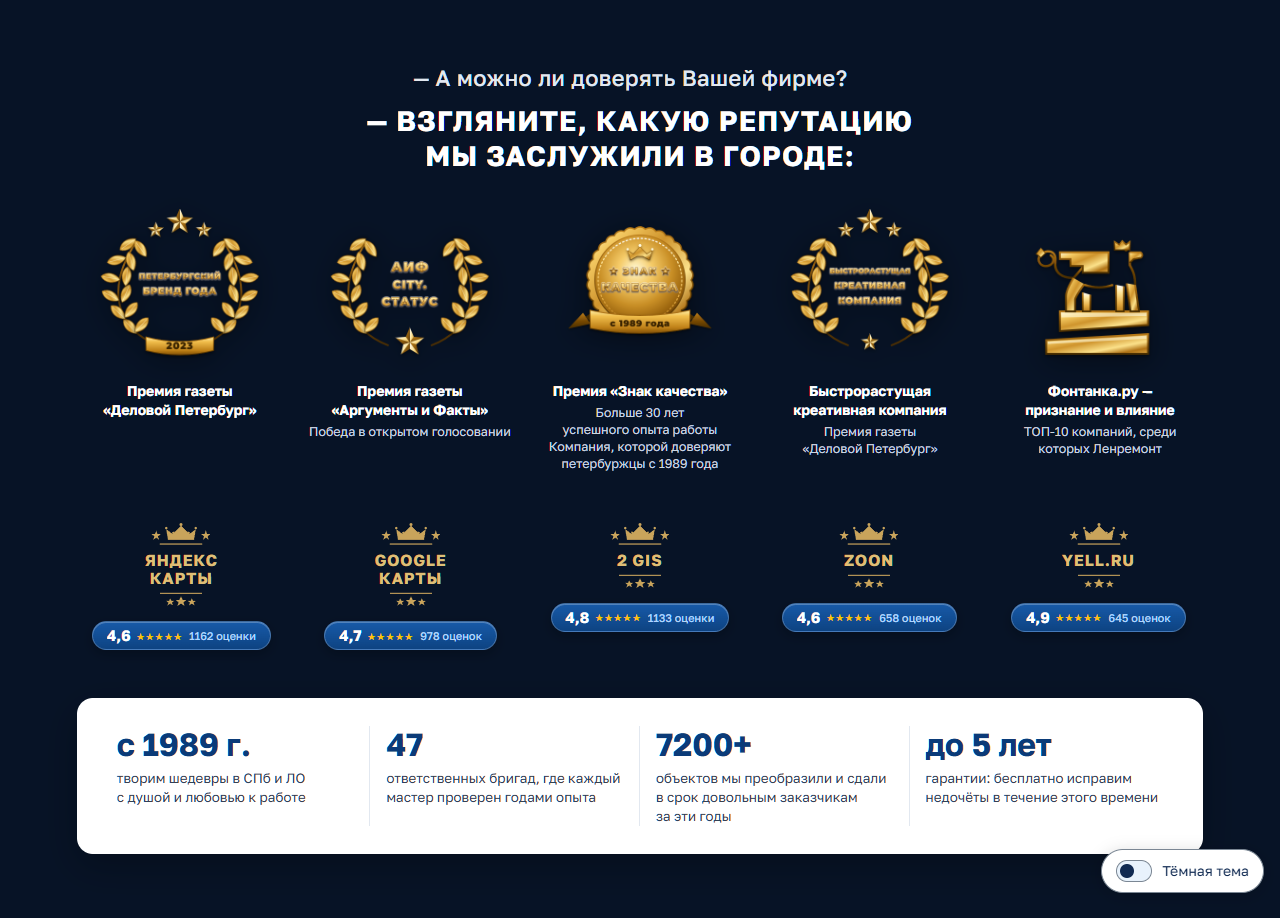 — А можно ли доверять Вашей фирме?
— ВЗГЛЯНИТЕ, КАКУЮ РЕПУТАЦИЮ
МЫ ЗАСЛУЖИЛИ В ГОРОДЕ:
ПЕТЕРБУРГСКИЙ
БРЕНД ГОДА
2023
АИФ
CITY.
СТАТУС
ЗНАК
КАЧЕСТВА
с 1989 года
БЫСТРОРАСТУЩАЯ
КРЕАТИВНАЯ
КОМПАНИЯ
Премия газеты
«Деловой Петербург»
Премия газеты
«Аргументы и Факты»
Победа в открытом голосовании
Премия «Знак качества»
Больше 30 лет
успешного опыта работы
Компания, которой доверяют
петербуржцы с 1989 года
Быстрорастущая
креативная компания
Премия газеты
«Деловой Петербург»
Фонтанка.ру —
признание и влияние
ТОП-10 компаний, среди
которых Ленремонт
ЯНДЕКС
КАРТЫ
4,6 ★★★★★ 1162 оценки
GOOGLE
КАРТЫ
4,7 ★★★★★ 978 оценок
2 GIS
4,8 ★★★★★ 1133 оценки
ZOON
4,6 ★★★★★ 658 оценок
YELL.RU
4,9 ★★★★★ 645 оценок
с 1989 г.
творим шедевры в СПб и ЛО
с душой и любовью к работе
47
ответственных бригад, где каждый
мастер проверен годами опыта
7200+
объектов мы преобразили и сдали
в срок довольным заказчикам
за эти годы
до 5 лет
гарантии: бесплатно исправим
недочёты в течение этого времени
Тёмная тема